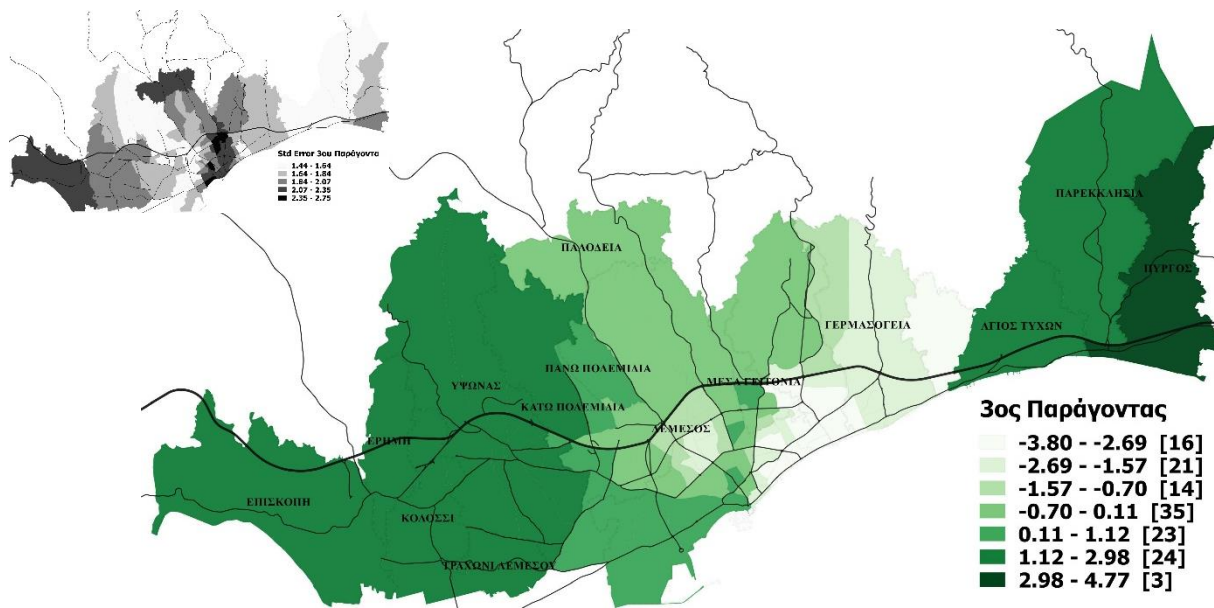 Std Error 3ου Παράγοντα
1.44 - 1.64
1.64 - 1.84
1.84 - 2.07
2.07 - 2.35
2.35 - 2.75
ΠΑΡΕΚΚΛΗΣΙΑ
ΠΑΛΟΔΕΙΑ
ΠΥΡΓΟΣ
ΓΕΡΜΑΣΟΓΕΙΑ
ΑΓΙΟΣ ΤΥΧΩΝ
ΠΑΝΩ ΠΟΛΕΜΙΔΙΑ
ΜΕΣΑ ΓΕΙΤΟΝΙΑ
ΥΨΩΝΑΣ
ΚΑΤΩ ΠΟΛΕΜΙΔΙΑ
ΛΕΜΕΣΟΣ
ΕΡΗΜΗ
ΕΠΙΣΚΟΠΗ
ΚΟΛΟΣΣΙ
ΤΡΑΧΩΝΙ ΛΕΜΕΣΟΥ
3ος Παράγοντας
-3.80 - -2.69 [16]
-2.69 - -1.57 [21]
-1.57 - -0.70 [14]
-0.70 - 0.11 [35]
0.11 - 1.12 [23]
1.12 - 2.98 [24]
2.98 - 4.77 [3]